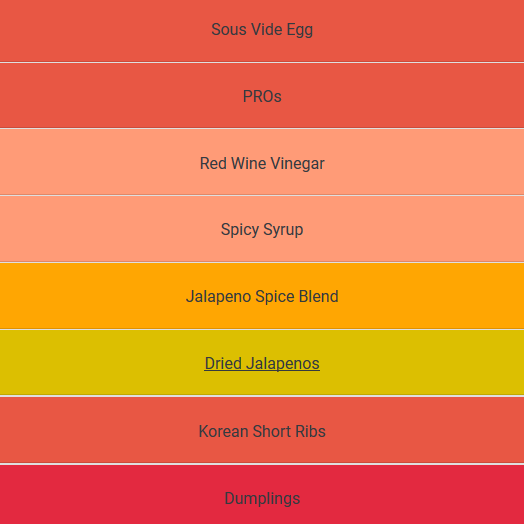 Sous Vide Egg
PROs
Red Wine Vinegar
Spicy Syrup
Jalapeno Spice Blend
Dried Jalapenos
Korean Short Ribs
Dumplings